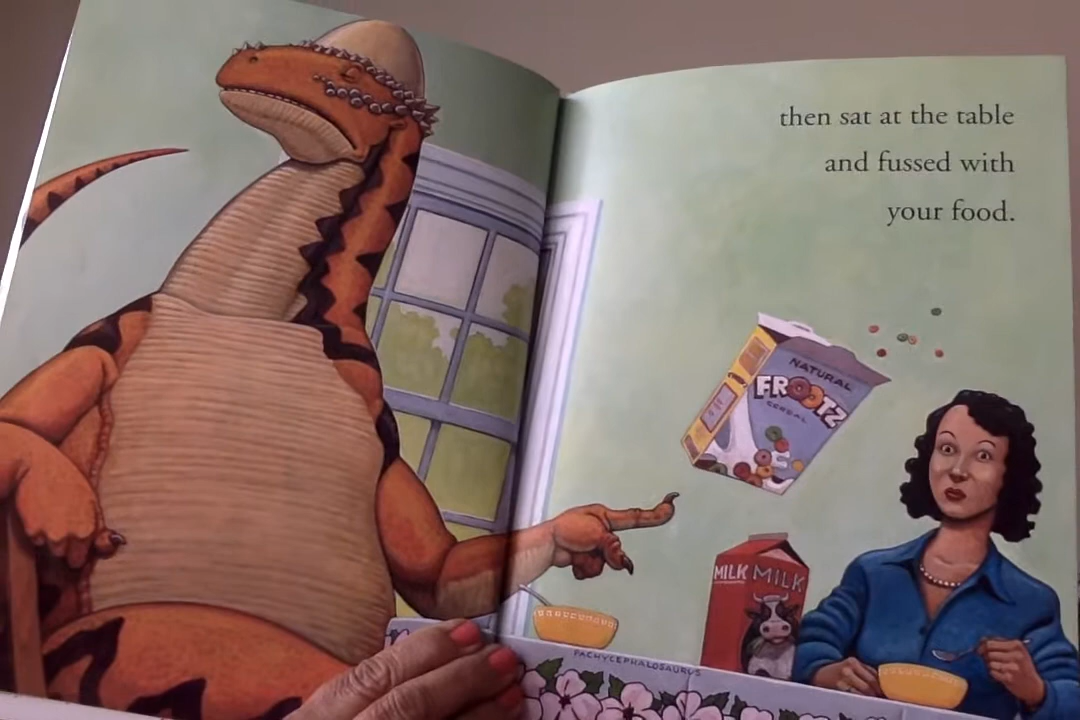 then sat at the table
and fussed with
your food.
NATURAL
FROOTZ
CEREAL
MILK MILK
PACHYCEPHALOSAURUS